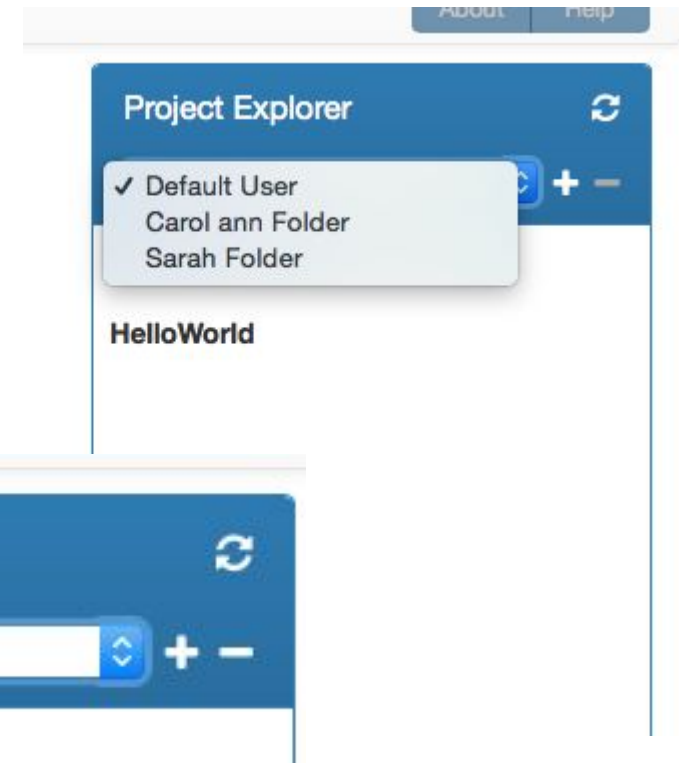 About Help
Project Explorer
✓ Default User
Carol ann Folder
Sarah Folder
HelloWorld